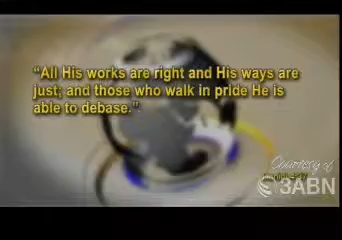 “All His works are right and His ways are
just; and those who walk in pride He is
able to debase.”
Courtesy of
3ABN